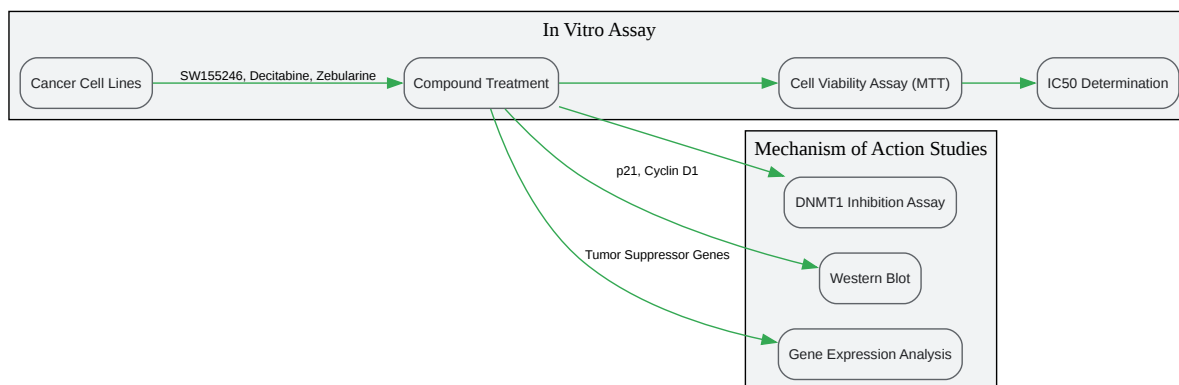 In Vitro Assay
Cancer Cell Lines
SW155246, Decitabine, Zebularine
Compound Treatment
Cell Viability Assay (MTT)
IC50 Determination
Mechanism of Action Studies
p21, Cyclin D1
DNMT1 Inhibition Assay
Tumor Suppressor Genes
Western Blot
Gene Expression Analysis